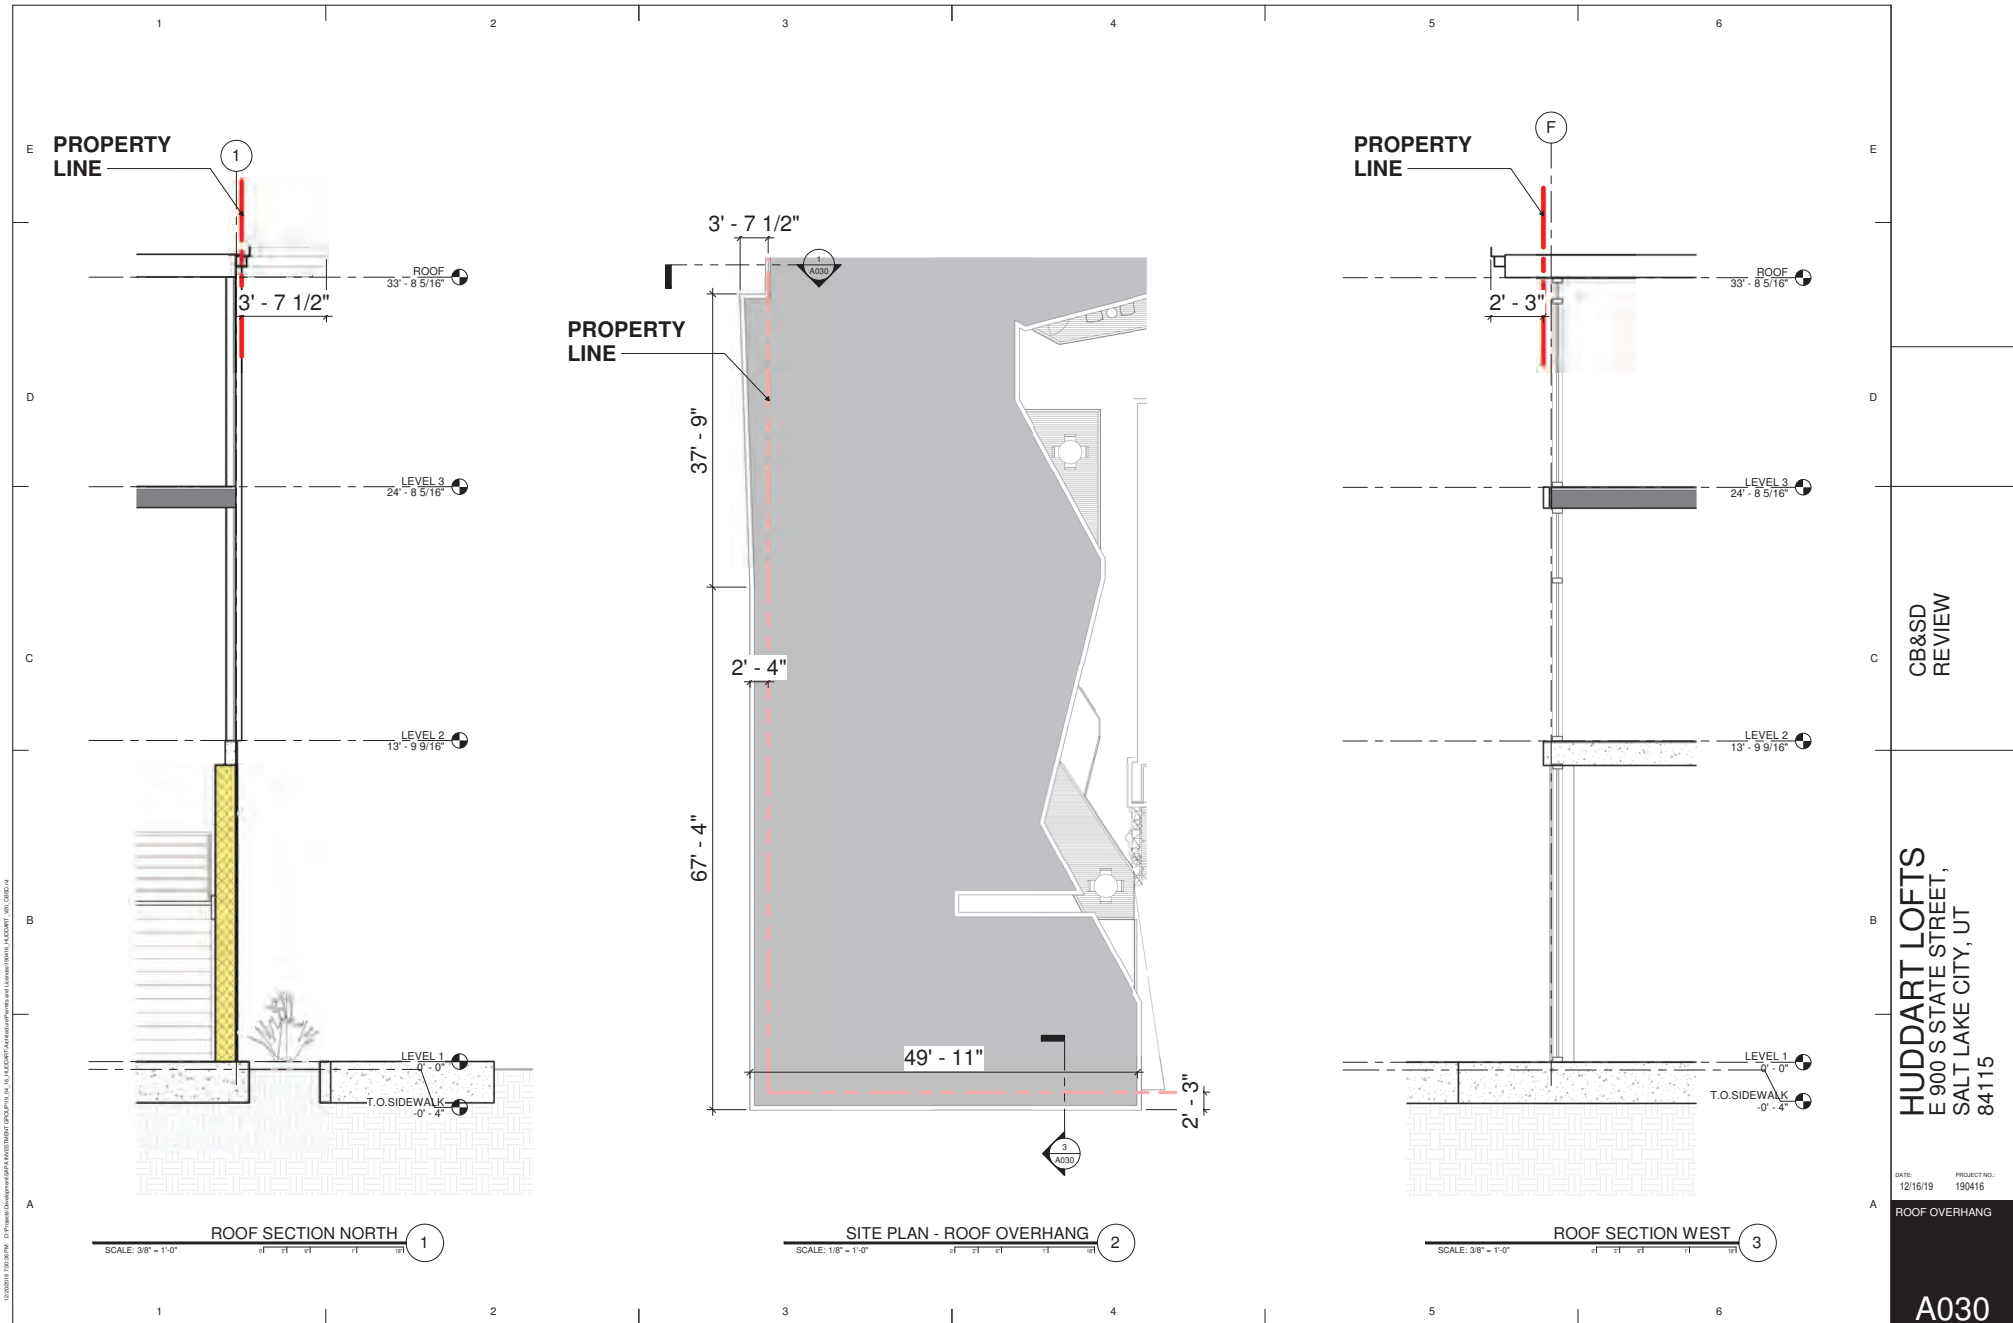 1
2
3
4
5
6
E
D
C
B
A
PROPERTY
LINE
1
ROOF
33' - 8 5/16"
3' - 7 1/2"
LEVEL 3
24' - 8 5/16"
LEVEL 2
13' - 9 9/16"
LEVEL 1
0' - 0"
T.O.SIDEWALK
-0' - 4"
ROOF SECTION NORTH
1
SCALE: 3/8" = 1'-0"
3' - 7 1/2"
1
A030
PROPERTY
LINE
37' - 9"
2' - 4"
67' - 4"
49' - 11"
2' - 3"
3
A030
SITE PLAN - ROOF OVERHANG
2
SCALE: 1/8" = 1'-0"
PROPERTY
LINE
F
ROOF
33' - 8 5/16"
2' - 3"
LEVEL 3
24' - 8 5/16"
LEVEL 2
13' - 9 9/16"
LEVEL 1
0' - 0"
T.O.SIDEWALK
-0' - 4"
ROOF SECTION WEST
3
SCALE: 3/8" = 1'-0"
E
D
C
B
A
1
2
3
4
5
6
CB&SD
REVIEW
HUDDART LOFTS
E 900 S STATE STREET,
SALT LAKE CITY, UT
84115
DATE:
12/16/19
PROJECT NO.:
190416
ROOF OVERHANG
A030